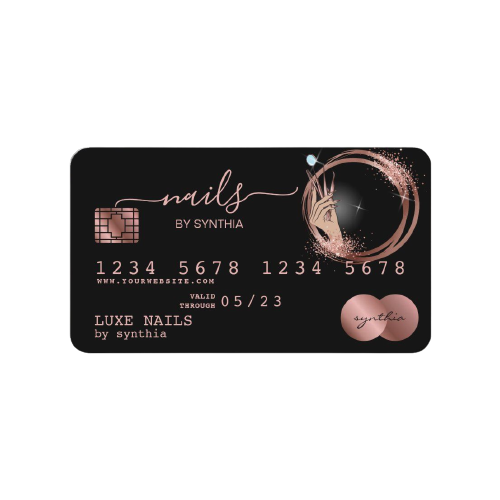 nails
BY SYNTHIA
1234 5678 1234 5678
WWW.YOURWEBSITE.COM
VALID
THROUGH 05/23
LUXE NAILS
by synthia
synthia